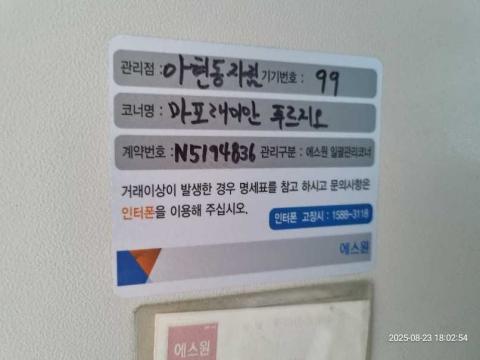 관리점 : 아현동지점 기기번호 : 99
코너명 : 마포래미안 푸르지오
계약번호 : N5194836 관리구분 : 에스원 일괄관리코너
거래이상이 발생한 경우 명세표를 참고 하시고 문의사항은
인터폰을 이용해 주십시오.
인터폰 고장시 : 1588-3118
에스원
에스원
2025-08-23 18:02:54